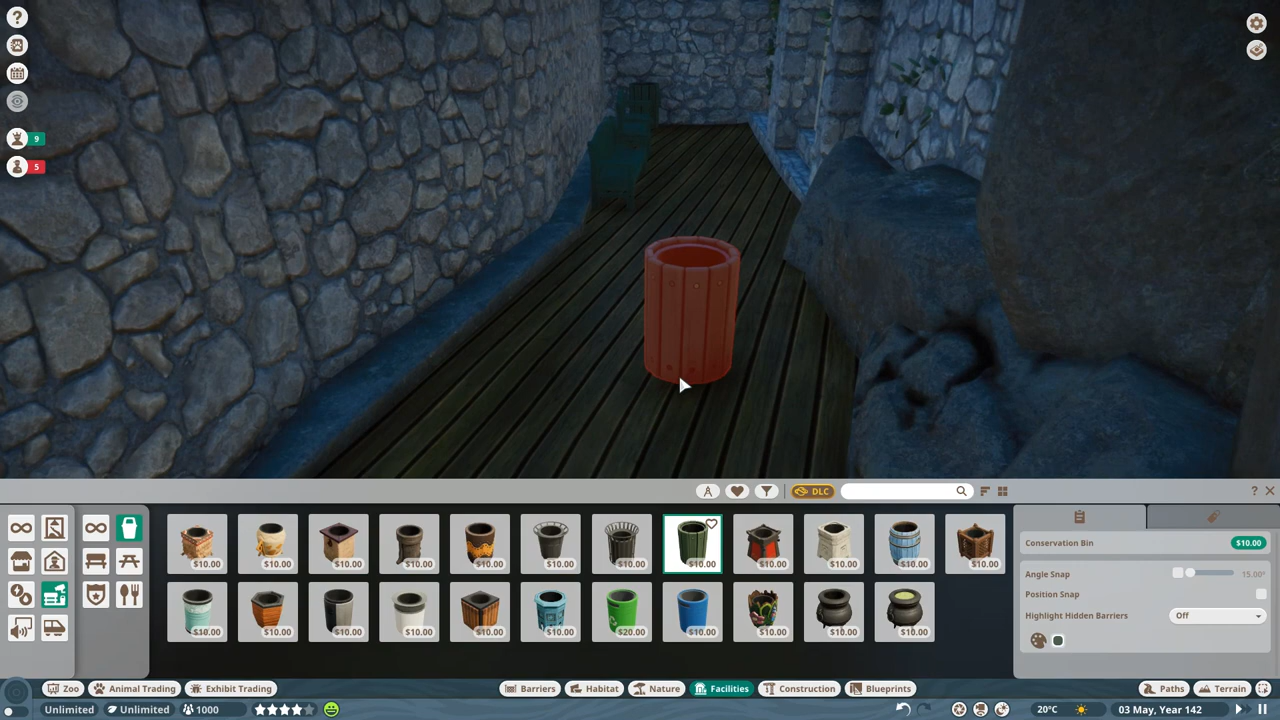 ?
9
5
DLC
? 
$10.00 $10.00 $10.00 $10.00 $10.00 $10.00 $10.00 $10.00 $10.00 $10.00 $10.00 $10.00
$10.00 $10.00 $10.00 $10.00 $10.00 $10.00 $20.00 $10.00 $10.00 $10.00 $10.00
Conservation Bin $10.00
Angle Snap 15.00°
Position Snap
Highlight Hidden Barriers Off
Zoo Animal Trading Exhibit Trading Barriers Habitat Nature Facilities Construction Blueprints Paths Terrain
Unlimited Unlimited 1000 20°C 03 May, Year 142